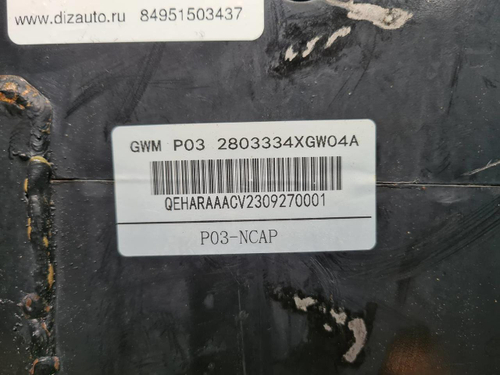 www.dizauto.ru 84951503437
GWM P03 2803334XGW04A
QEHARAAACV2309270001
P03-NCAP